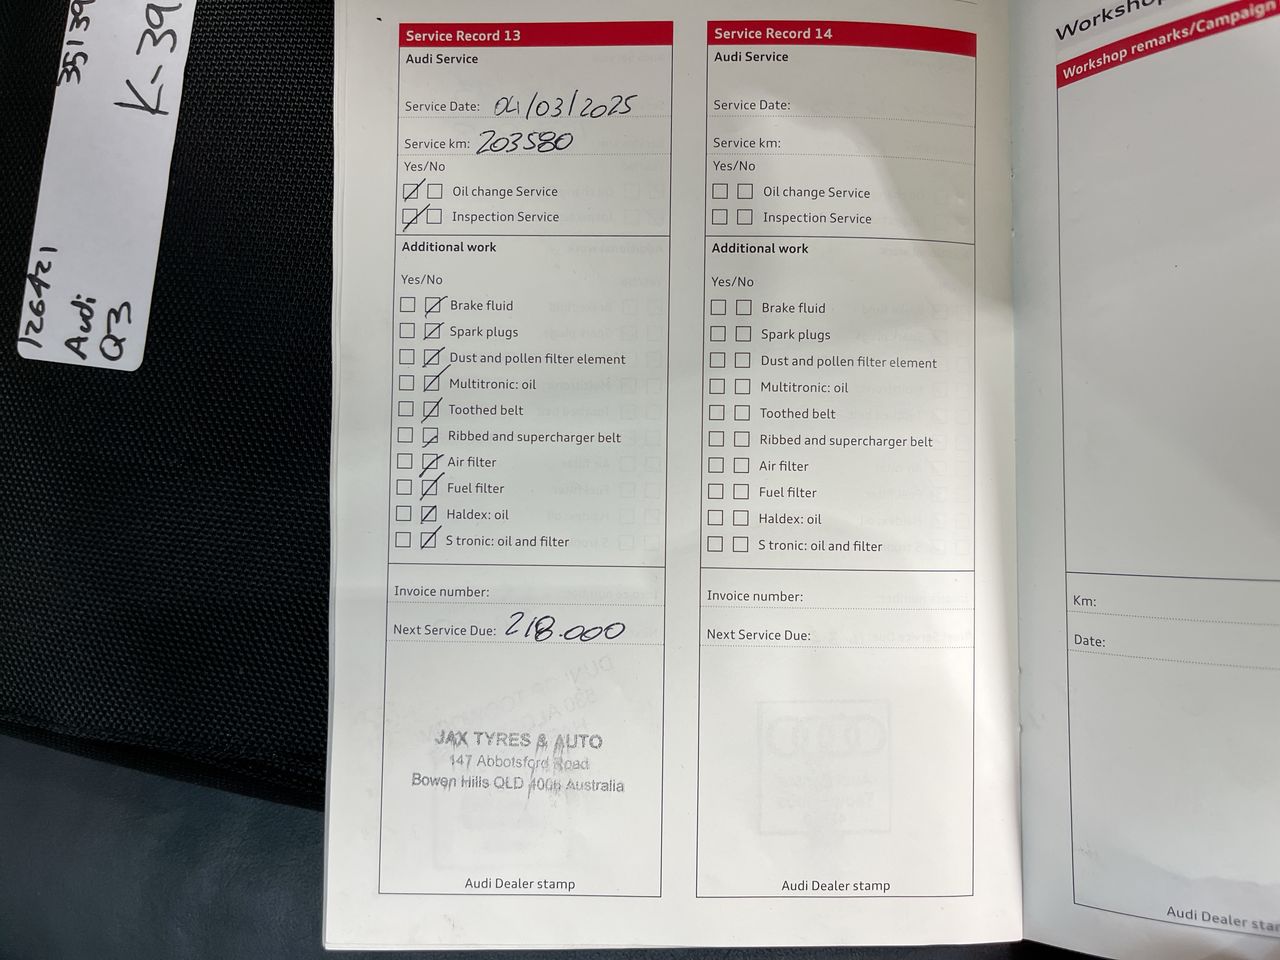 35139
K-39
126421
Audi
Q3
Service Record 13
Audi Service
Service Date: 04/03/2025
Service km: 203580
Yes/No
Oil change Service
Inspection Service
Additional work
Yes/No
Brake fluid
Spark plugs
Dust and pollen filter element
Multitronic: oil
Toothed belt
Ribbed and supercharger belt
Air filter
Fuel filter
Haldex: oil
S tronic: oil and filter
Invoice number:
Next Service Due: 218.000
JAX TYRES & AUTO
147 Abbotsford Road
Bowen Hills QLD 4006 Australia
Audi Dealer stamp
Service Record 14
Audi Service
Service Date:
Service km:
Yes/No
Oil change Service
Inspection Service
Additional work
Yes/No
Brake fluid
Spark plugs
Dust and pollen filter element
Multitronic: oil
Toothed belt
Ribbed and supercharger belt
Air filter
Fuel filter
Haldex: oil
S tronic: oil and filter
Invoice number:
Next Service Due:
Audi Dealer stamp
Workshop remarks/Campaign
Km:
Date:
Audi Dealer